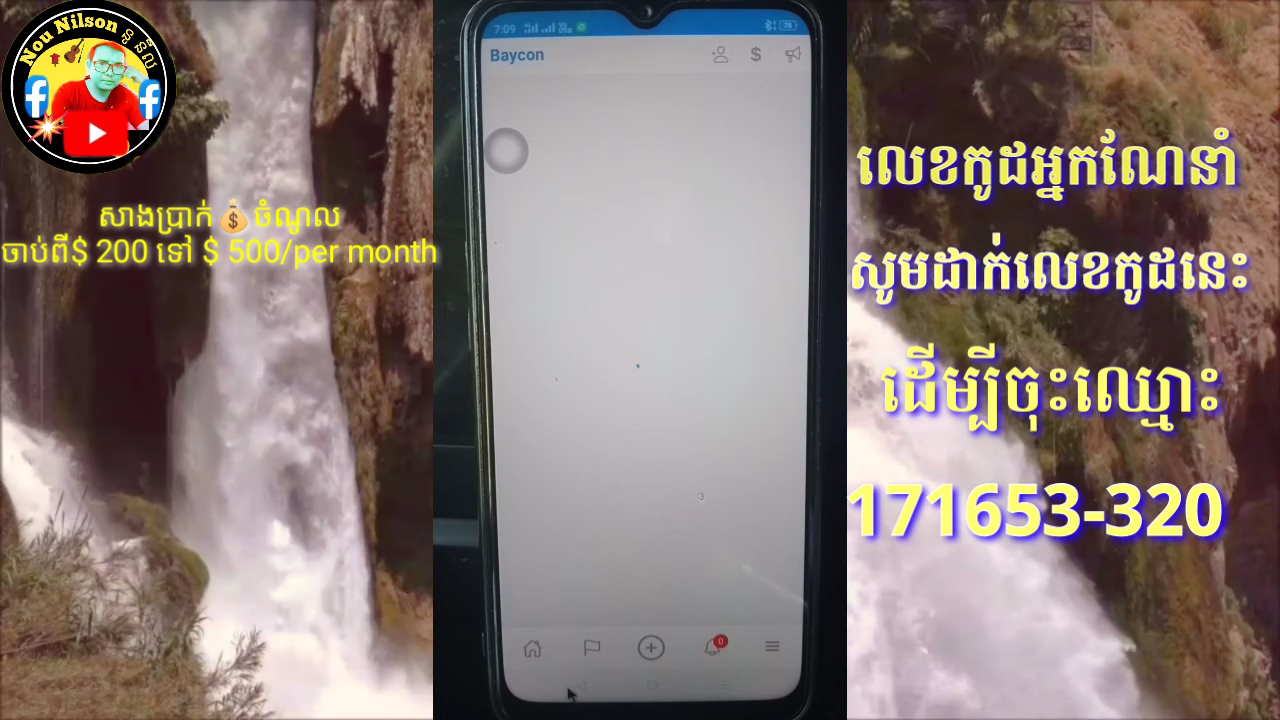 Nou Nilson
សាងប្រាក់💰ចំណូល
ចាប់ពី$ 200 ទៅ $ 500/per month
7:09
Baycon
$
0
លេខកូដអ្នកណែនាំ
សូមដាក់លេខកូដនេះ
ដើម្បីចុះឈ្មោះ
171653-320